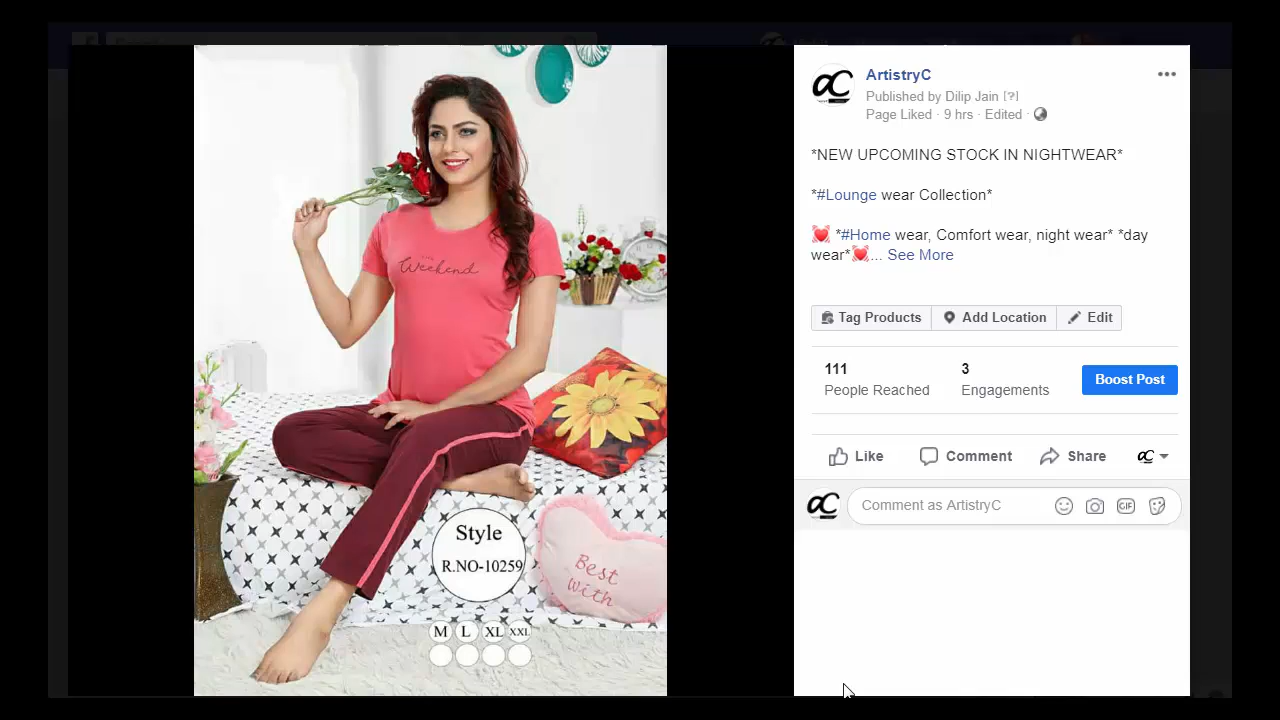 Weekend
Style
R.NO-10259
Best
With
M L XL XXL
ArtistryC
Published by Dilip Jain [?]
Page Liked · 9 hrs · Edited ·
*NEW UPCOMING STOCK IN NIGHTWEAR*
*#Lounge wear Collection*
💓 *#Home wear, Comfort wear, night wear* *day
wear*💓... See More
Tag Products Add Location Edit
111 3
People Reached Engagements
Boost Post
Like Comment Share
Comment as ArtistryC
GIF